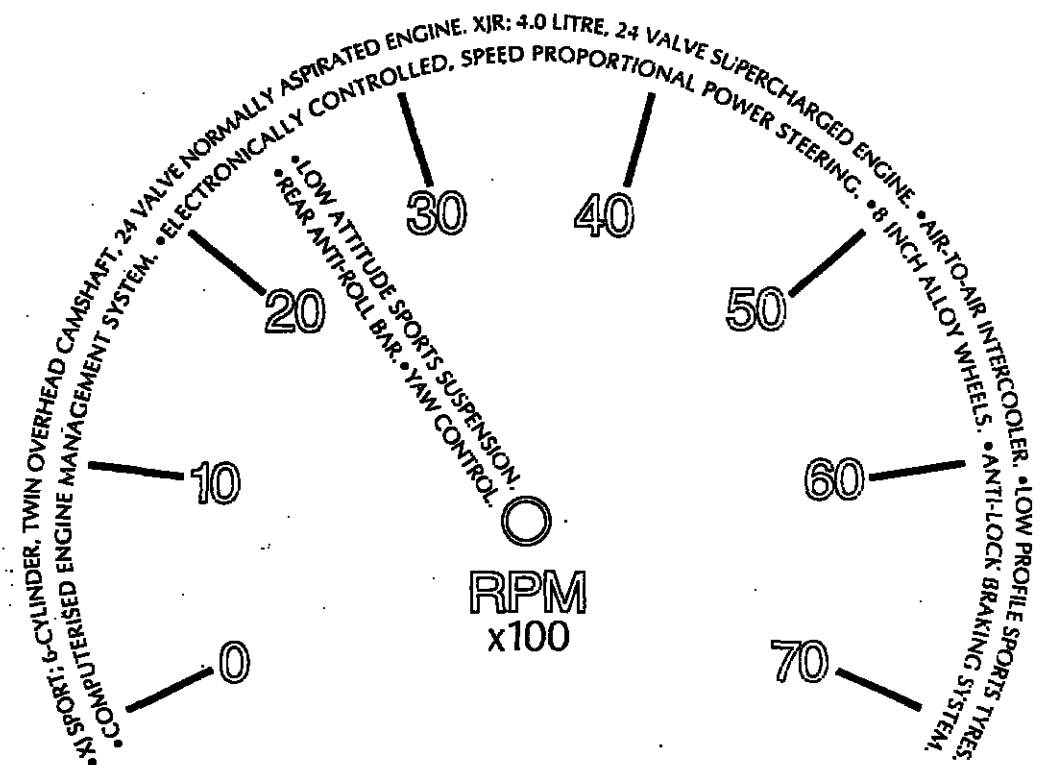 •XJ SPORT; 6-CYLINDER, TWIN OVERHEAD CAMSHAFT, 24 VALVE NORMALLY ASPIRATED ENGINE. XJR; 4.0 LITRE, 24 VALVE SUPERCHARGED ENGINE. •AIR-TO-AIR INTERCOOLER. •LOW PROFILE SPORTS TYRES.
•COMPUTERISED ENGINE MANAGEMENT SYSTEM. •ELECTRONICALLY CONTROLLED, SPEED PROPORTIONAL POWER STEERING. •8 INCH ALLOY WHEELS. •ANTI-LOCK BRAKING SYSTEM.
•LOW ATTITUDE SPORTS SUSPENSION.
•REAR ANTI-ROLL BAR. •YAW CONTROL.
0
10
20
30
40
50
60
70
RPM
x100